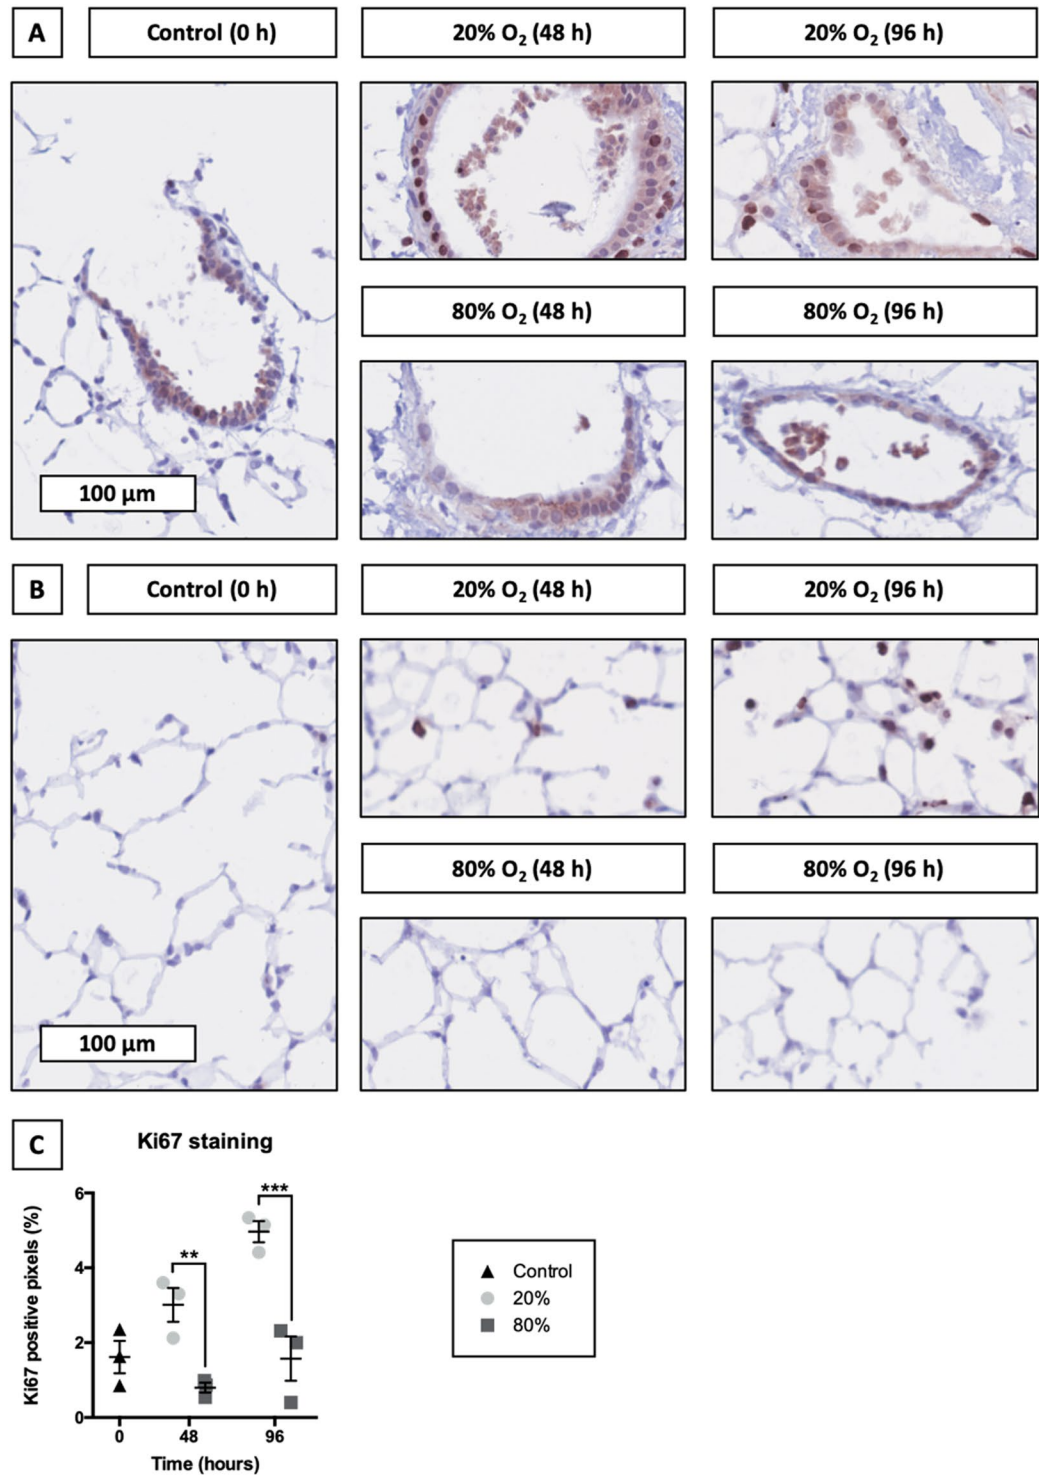 A
Control (0 h)
20% O₂ (48 h)
20% O₂ (96 h)
80% O₂ (48 h)
80% O₂ (96 h)
100 µm
B
Control (0 h)
20% O₂ (48 h)
20% O₂ (96 h)
80% O₂ (48 h)
80% O₂ (96 h)
100 µm
C
Ki67 staining
Ki67 positive pixels (%)
6
4
2
0
**
***
0
48
96
Time (hours)
Control
20%
80%